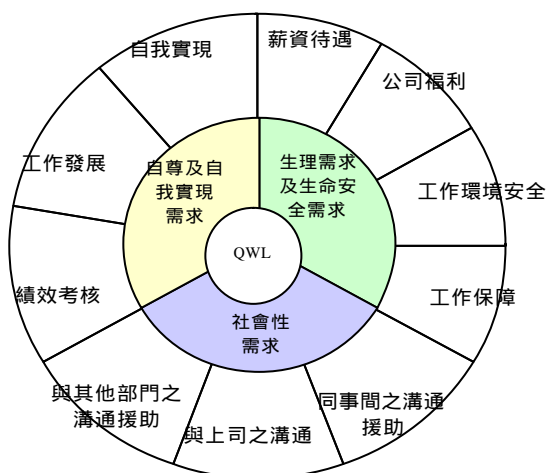 自我實現
薪資待遇
公司福利
工作發展
自尊及自
我實現
需求
生理需求
及生命安
全需求
工作環境安全
QWL
績效考核
工作保障
社會性
需求
與其他部門之
溝通援助
與上司之溝通
同事間之溝通
援助